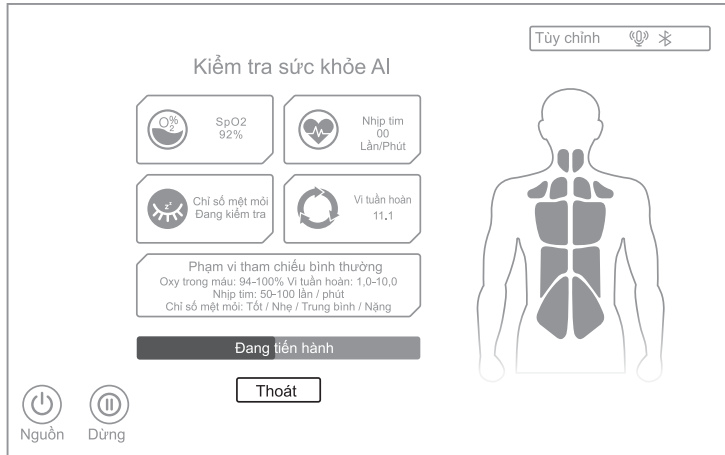 Tùy chỉnh
Kiểm tra sức khỏe AI
O₂%
SpO2
92%
Nhịp tim
00
Lần/Phút
zᶻ
Chỉ số mệt mỏi
Đang kiểm tra
Vi tuần hoàn
11.1
Phạm vi tham chiếu bình thường
Oxy trong máu: 94-100% Vi tuần hoàn: 1,0-10,0
Nhịp tim: 50-100 lần / phút
Chỉ số mệt mỏi: Tốt / Nhẹ / Trung bình / Nặng
Đang tiến hành
Thoát
Nguồn
Dừng